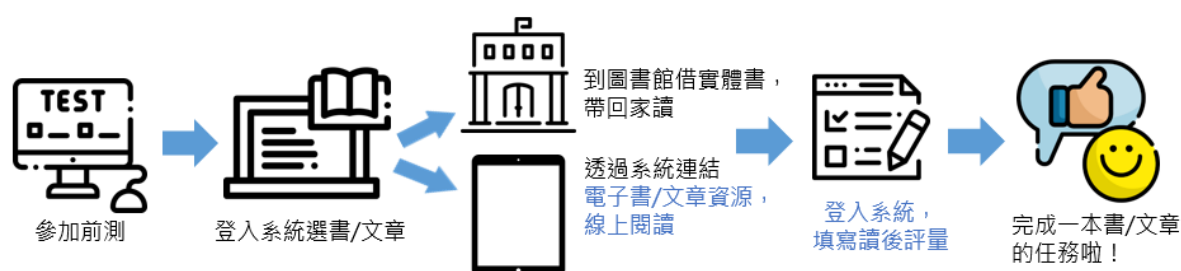 TEST
參加前測
登入系統選書/文章
到圖書館借實體書，
帶回家讀
透過系統連結
電子書/文章資源，
線上閱讀
登入系統，
填寫讀後評量
完成一本書/文章
的任務啦！